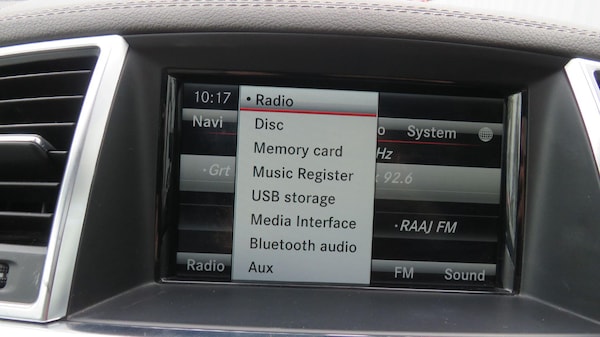 10:17
• Radio
Navi
Disc
o
System
Memory card
Hz
·Grt
Music Register
: 92.6
USB storage
Media Interface
·RAAJ FM
Bluetooth audio
Radio
Aux
FM
Sound